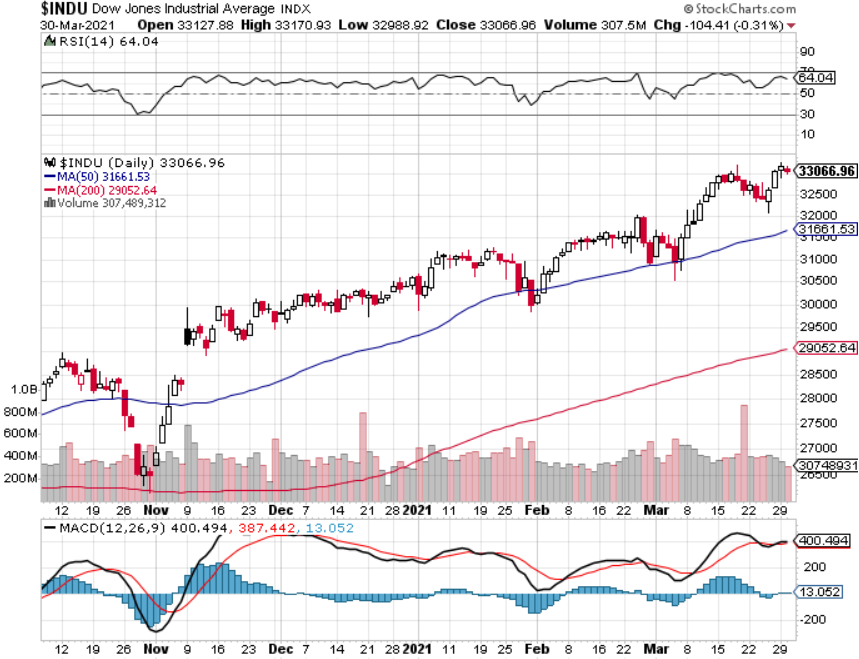 $INDU Dow Jones Industrial Average INDX © StockCharts.com
30-Mar-2021 Open 33127.88 High 33170.93 Low 32988.92 Close 33066.96 Volume 307.5M Chg -104.41 (-0.31%)
RSI(14) 64.04
90
64.04
50
30
10
$INDU (Daily) 33066.96
MA(50) 31661.53
MA(200) 29052.64
Volume 307,489,312
33066.96
32500
32000
31661.53
31000
30500
30000
29500
29052.64
28500
28000
27500
27000
30748931
26500
1.0B
800M
600M
400M
200M
12 19 26 Nov 9 16 23 Dec 7 14 21 28 2021 11 19 25 Feb 8 16 22 Mar 8 15 22 29
MACD(12,26,9) 400.494, 387.442, 13.052
400.494
200
13.052
-200
12 19 26 Nov 9 16 23 Dec 7 14 21 28 2021 11 19 25 Feb 8 16 22 Mar 8 15 22 29